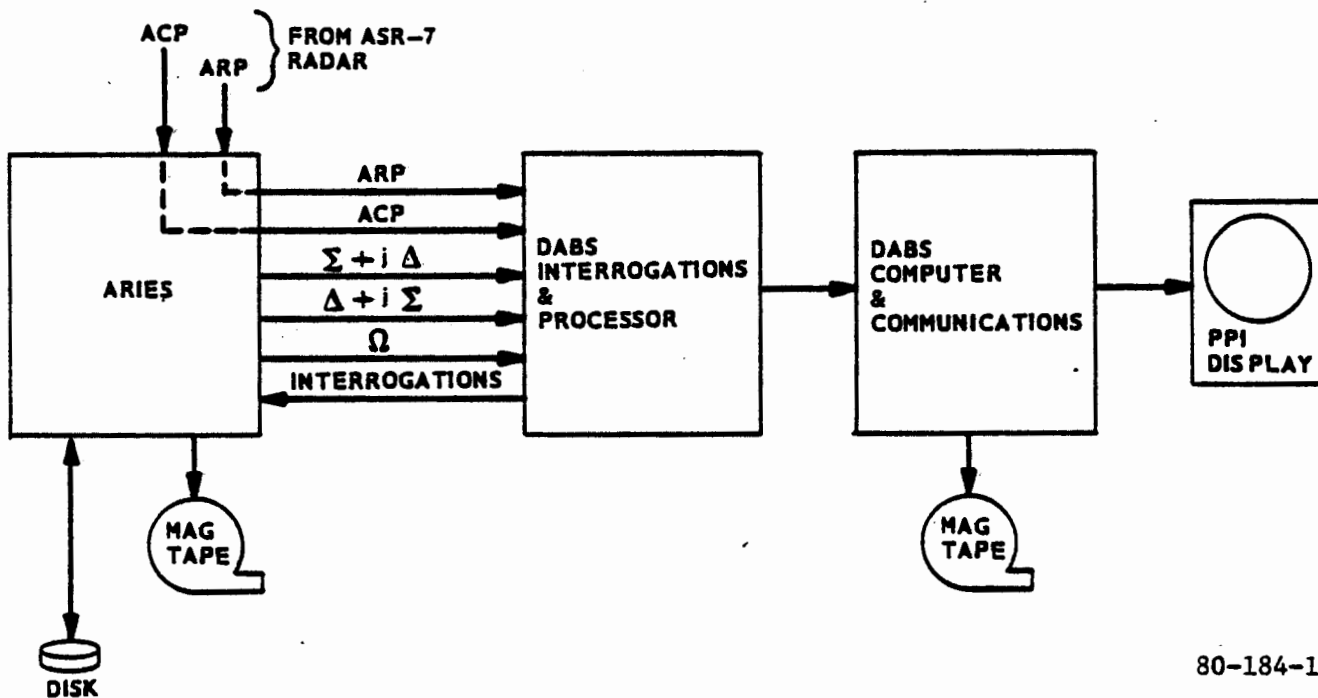 ACP
ARP
FROM ASR-7
RADAR
ARIES
ARP
ACP
Σ + j Δ
Δ + j Σ
Ω
INTERROGATIONS
DABS
INTERROGATIONS
&
PROCESSOR
DABS
COMPUTER
&
COMMUNICATIONS
PPI
DISPLAY
MAG
TAPE
MAG
TAPE
DISK
80-184-1